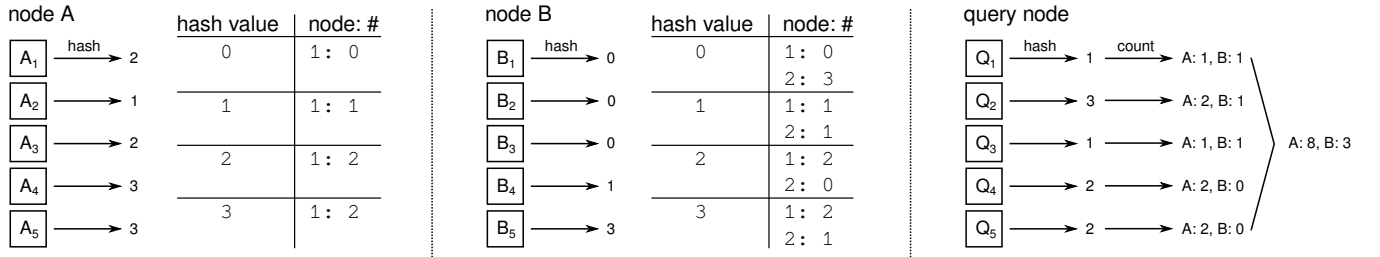 node A
A1 hash 2
A2 1
A3 2
A4 3
A5 3
hash value node: #
0 1: 0
1 1: 1
2 1: 2
3 1: 2
node B
B1 hash 0
B2 0
B3 0
B4 1
B5 3
hash value node: #
0 1: 0
2: 3
1 1: 1
2: 1
2 1: 2
2: 0
3 1: 2
2: 1
query node
Q1 hash 1 count A: 1, B: 1
Q2 3 A: 2, B: 1
Q3 1 A: 1, B: 1
Q4 2 A: 2, B: 0
Q5 2 A: 2, B: 0
A: 8, B: 3